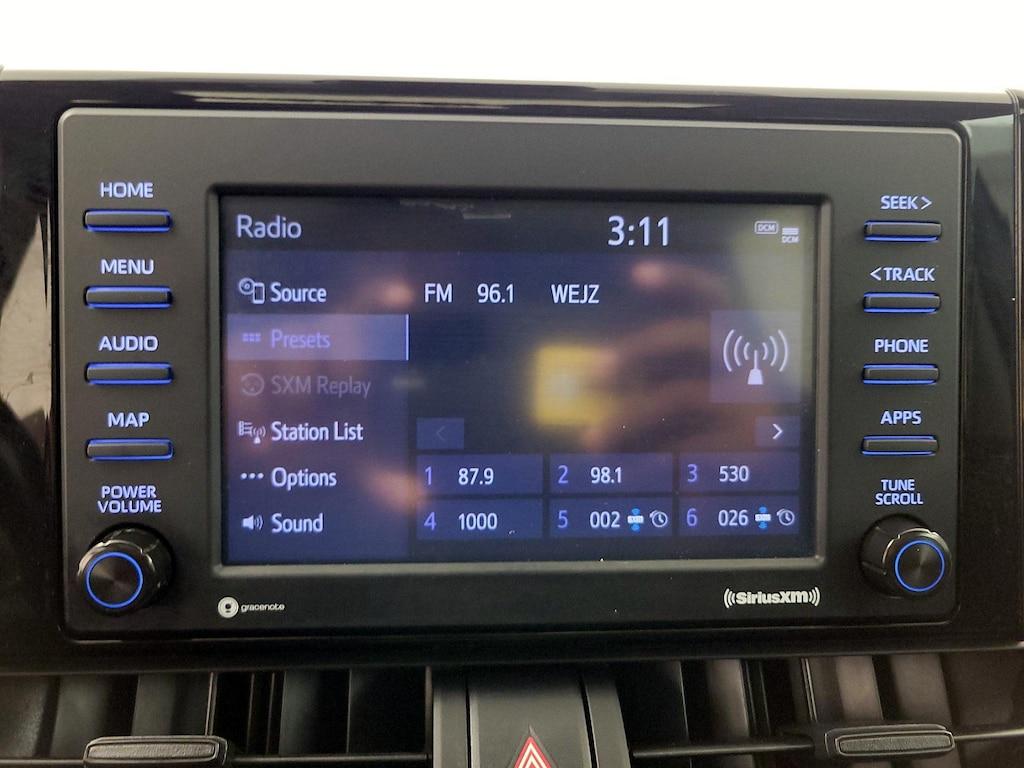 HOME
MENU
AUDIO
MAP
POWER
VOLUME
Radio
3:11
DCM
DCM
Source
Presets
SXM Replay
Station List
Options
Sound
FM 96.1 WEJZ
<
>
1 87.9
2 98.1
3 530
4 1000
5 002
6 026
SEEK>
<TRACK
PHONE
APPS
TUNE
SCROLL
gracenote
((SiriusXM))